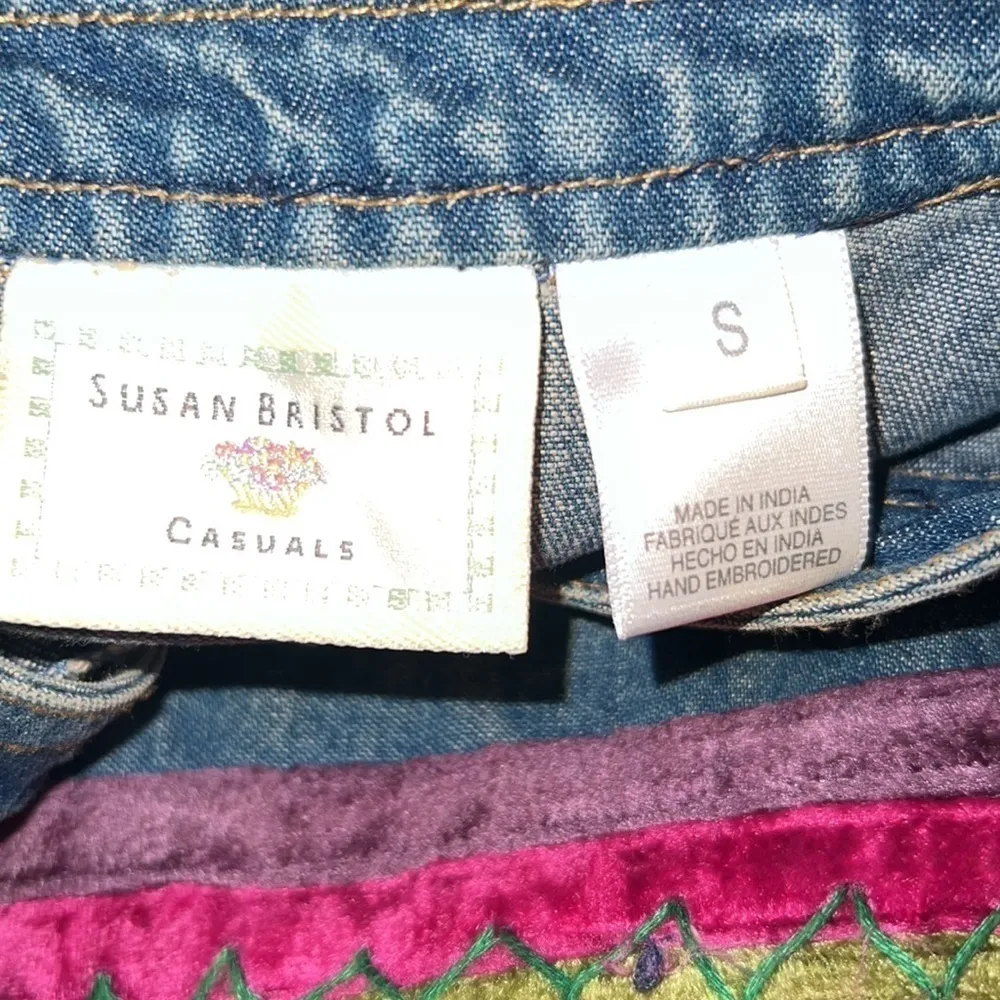 SUSAN BRISTOL
CASUALS
S
MADE IN INDIA
FABRIQUÉ AUX INDES
HECHO EN INDIA
HAND EMBROIDERED